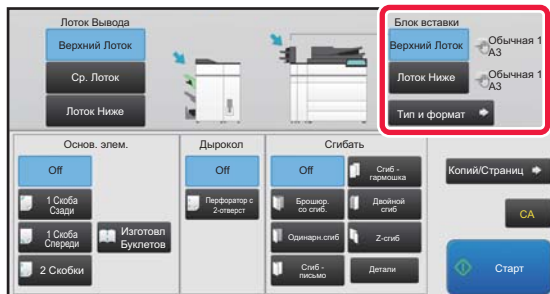 Лоток Вывода
Верхний Лоток
Ср. Лоток
Лоток Ниже
Блок вставки
Верхний Лоток
Обычная 1
A3
Лоток Ниже
Обычная 1
A3
Тип и формат
Основ. элем.
Off
1 Скоба
Сзади
1 Скоба
Спереди
Изготовл
Буклетов
2 Скобки
Дырокол
Off
Перфоратор с
2-отверст
Сгибать
Off
Сгиб -
гармошка
Брошюр.
со сгиб.
Двойной
сгиб
Одинарн.сгиб
Z-сгиб
Сгиб -
письмо
Детали
Копий/Страниц
CA
Старт